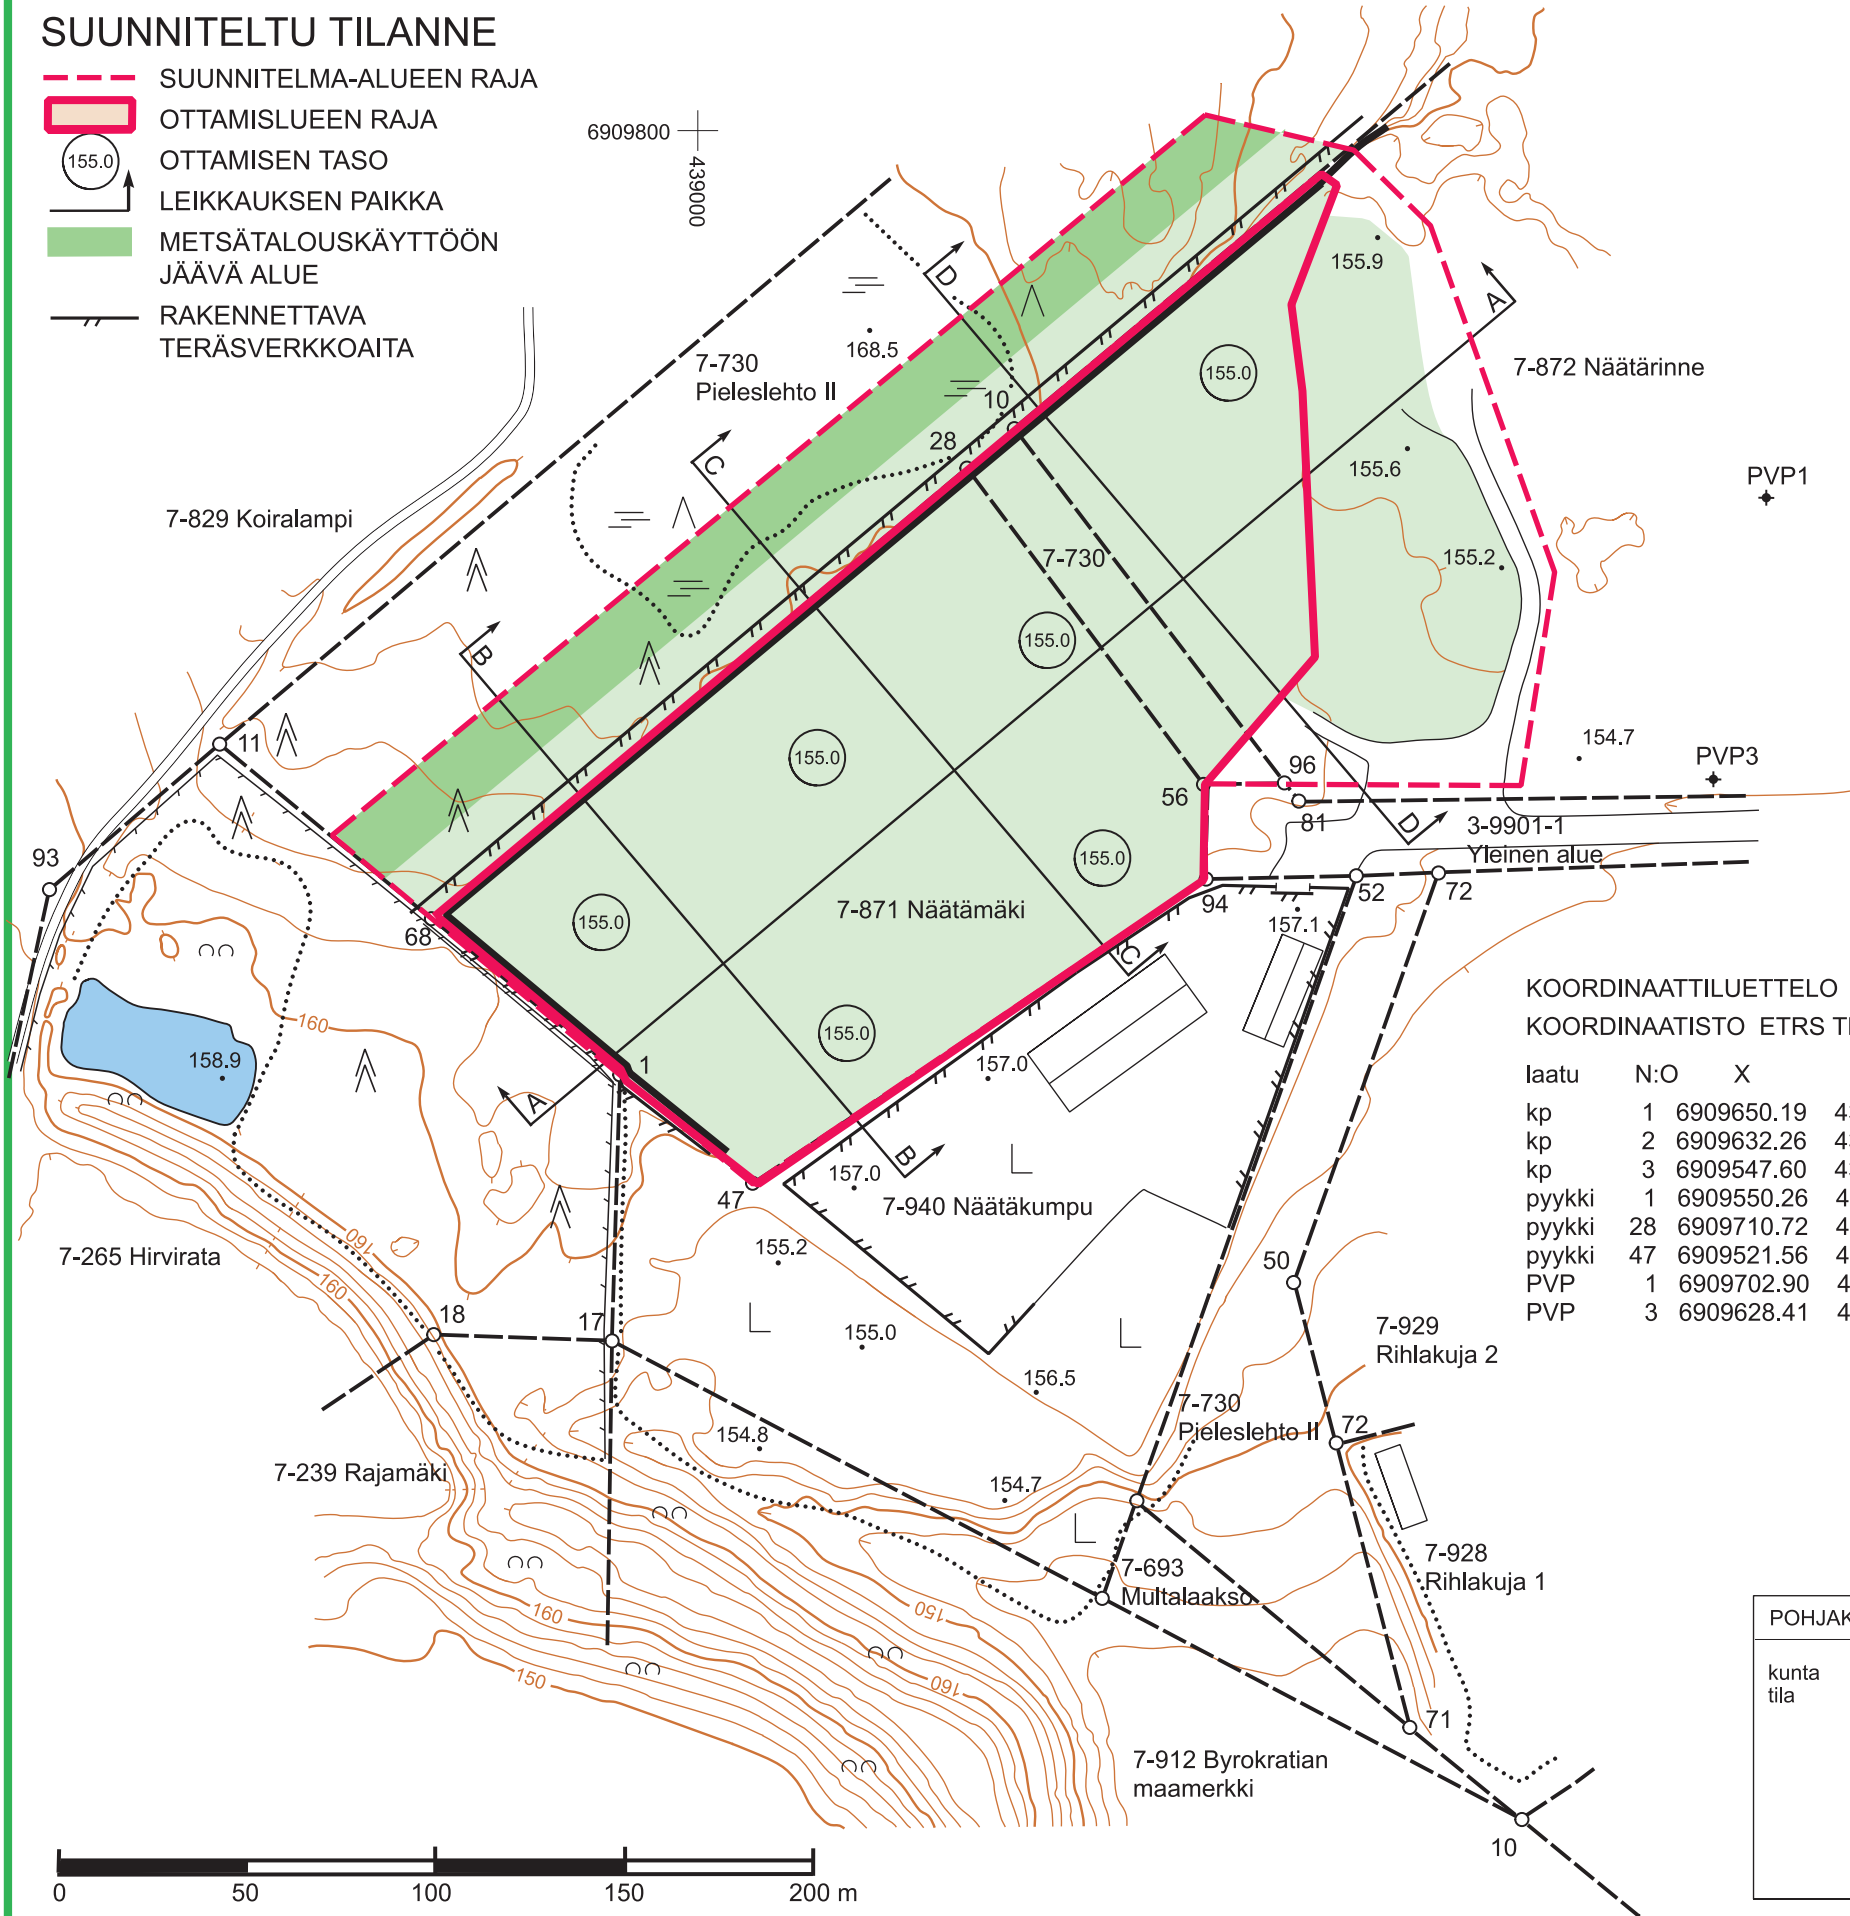 SUUNNITELTU TILANNE
SUUNNITELMA-ALUEEN RAJA
OTTAMISLUEEN RAJA
155.0
OTTAMISEN TASO
LEIKKAUKSEN PAIKKA
METSÄTALOUSKÄYTTÖÖN
JÄÄVÄ ALUE
RAKENNETTAVA
TERÄSVERKKOAITA
6909800
439000
155.9
D
A
168.5
7-730
Pieleslehto II
155.0
7-872 Näätärinne
10
28
C
155.6
PVP1
7-829 Koiralampi
7-730
155.2
155.0
B
11
155.0
154.7
PVP3
96
56
81
D
3-9901-1
Yleinen alue
93
155.0
52
72
94
68
155.0
7-871 Näätämäki
157.1
C
160
155.0
158.9
1
157.0
A
B
157.0
47
7-940 Näätäkumpu
KOORDINAATTILUETTELO
KOORDINAATISTO ETRS T
laatu N:O X
kp 1 6909650.19 4
kp 2 6909632.26 4
kp 3 6909547.60 4
pyykki 1 6909550.26 4
pyykki 28 6909710.72 4
pyykki 47 6909521.56 4
PVP 1 6909702.90 4
PVP 3 6909628.41 4
160
155.2
7-265 Hirvirata
160
50
18
17
155.0
7-929
Rihlakuja 2
156.5
7-730
Pieleslehto II
72
154.8
7-239 Rajamäki
154.7
7-928
Rihlakuja 1
7-693
Multalaakso
160
150
150
160
71
7-912 Byrokratian
maamerkki
10
POHJAK
kunta
tila
0 50 100 150 200 m